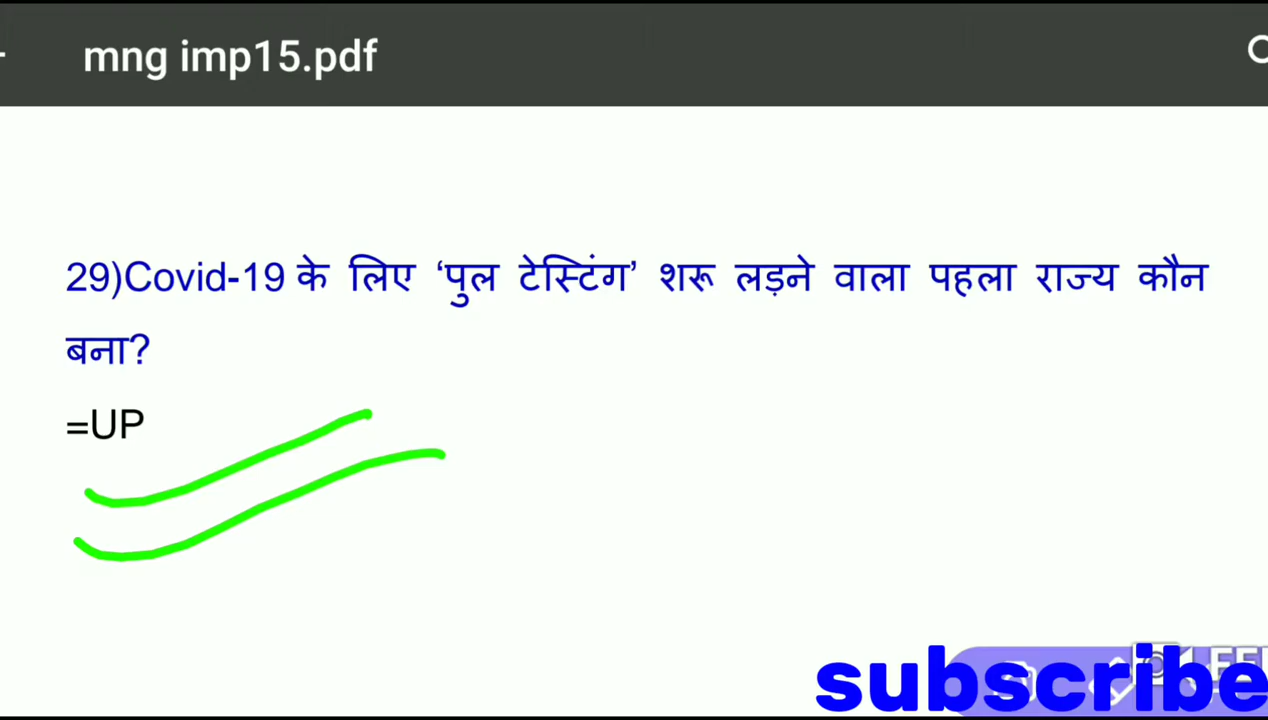 mng imp15.pdf
29)Covid-19 के लिए ‘पुल टेस्टिंग’ शरू लड़ने वाला पहला राज्य कौन
बना?
=UP
subscribe